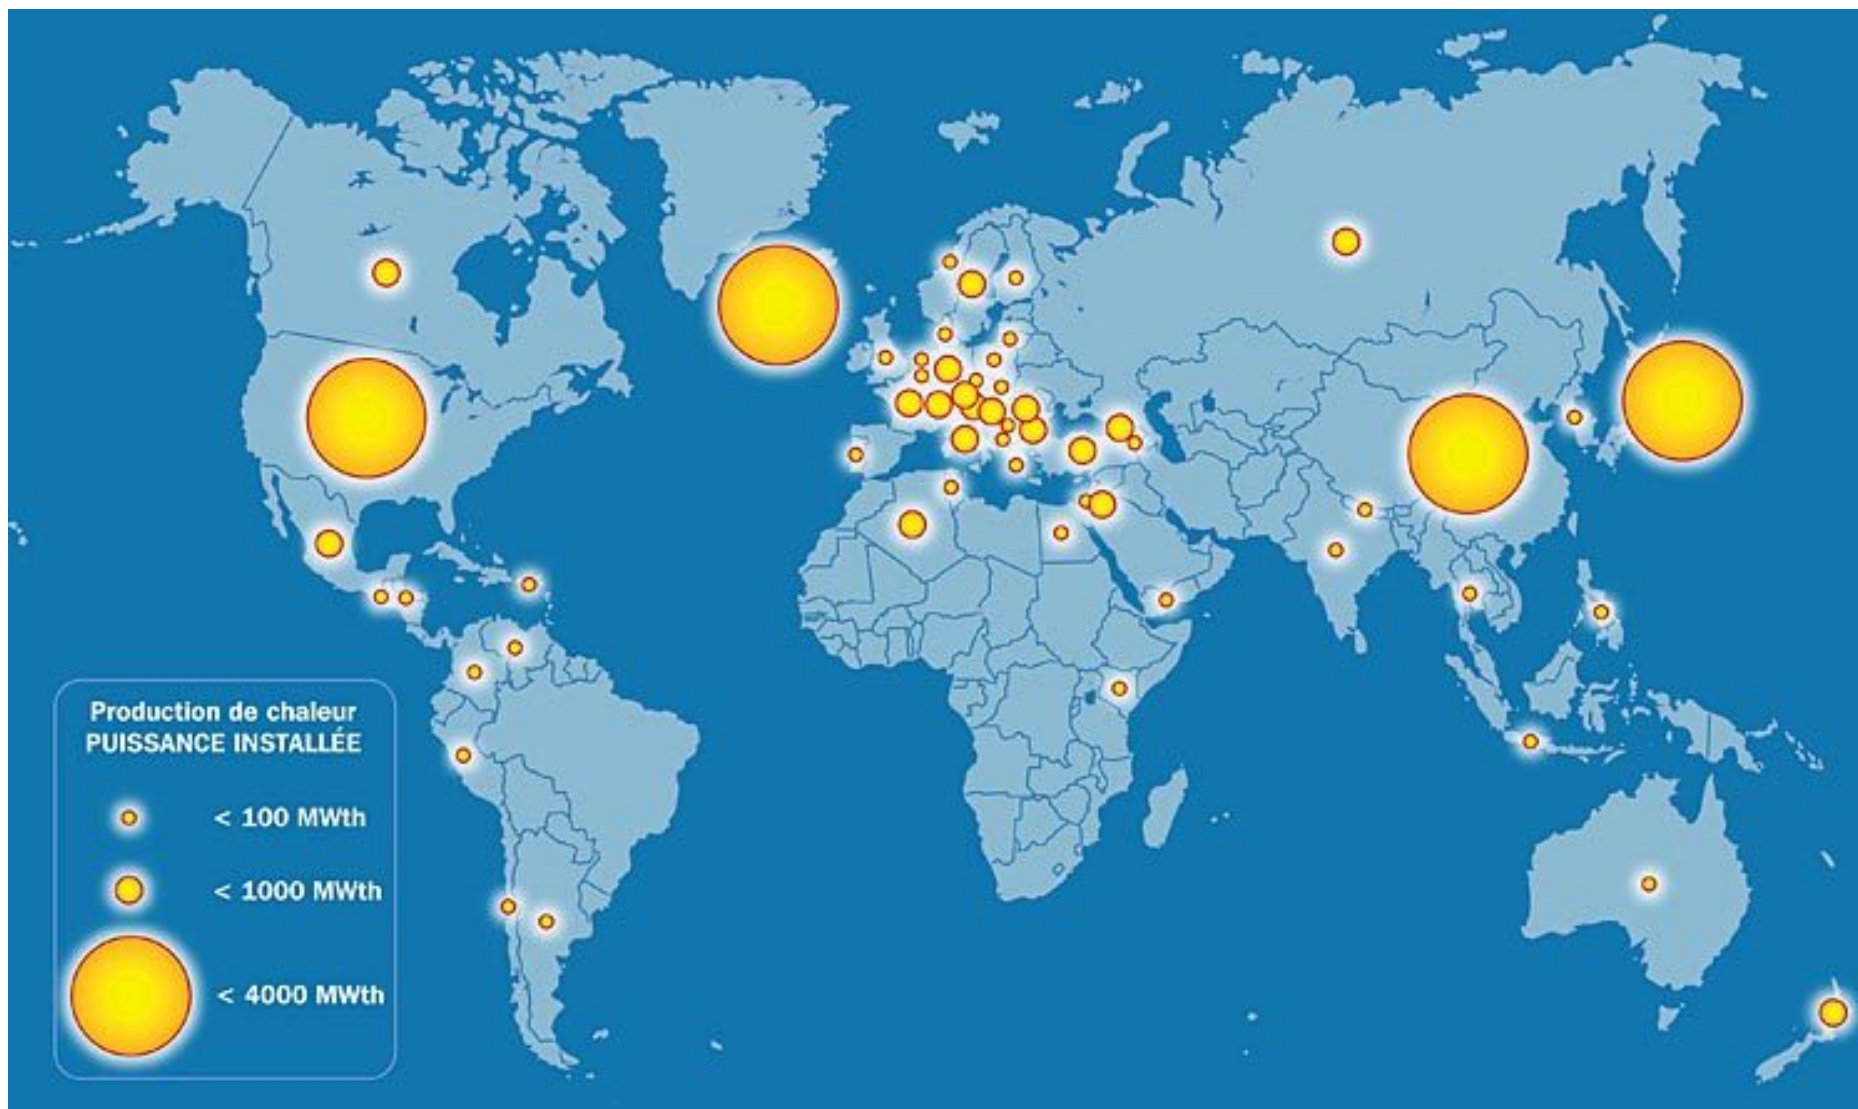 Production de chaleur
PUISSANCE INSTALLÉE
< 100 MWth
< 1000 MWth
< 4000 MWth